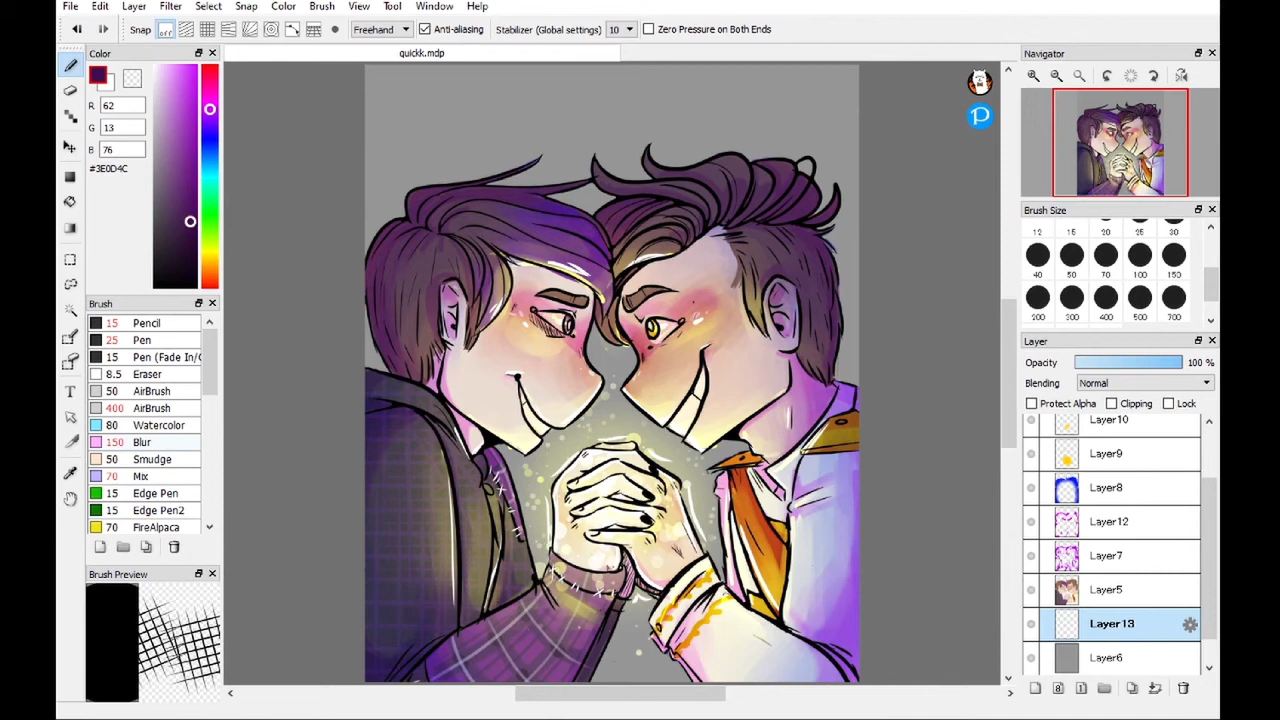 File Edit Layer Filter Select Snap Color Brush View Tool Window Help
Snap off Freehand Anti-aliasing Stabilizer (Global settings) 10 Zero Pressure on Both Ends
Color
quickk.mdp
Navigator
R 62
G 13
B 76
#3E0D4C
Brush Size
12 15 20 25 30
40 50 70 100 150
200 300 400 500 700
Brush
15 Pencil
25 Pen
15 Pen (Fade In/O
8.5 Eraser
50 AirBrush
400 AirBrush
80 Watercolor
150 Blur
50 Smudge
70 Mix
15 Edge Pen
15 Edge Pen2
70 FireAlpaca
Brush Preview
Layer
Opacity 100 %
Blending Normal
Protect Alpha Clipping Lock
Layer10
Layer9
Layer8
Layer12
Layer7
Layer5
Layer13
Layer6